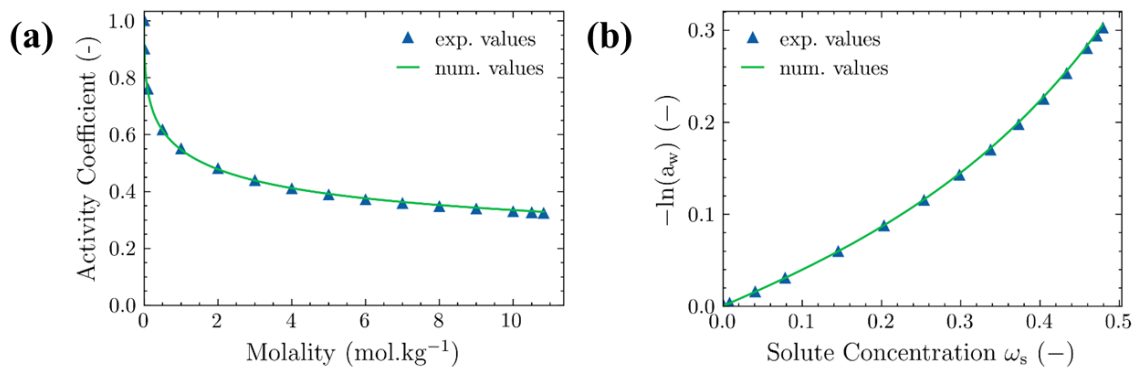 (a)
Activity Coefficient (-)
1.0
0.8
0.6
0.4
0.2
0.0
exp. values
num. values
0
2
4
6
8
10
Molality (mol.kg⁻¹)
(b)
−ln(a_w) (−)
0.3
0.2
0.1
0.0
exp. values
num. values
0.0
0.1
0.2
0.3
0.4
0.5
Solute Concentration ω_s (−)